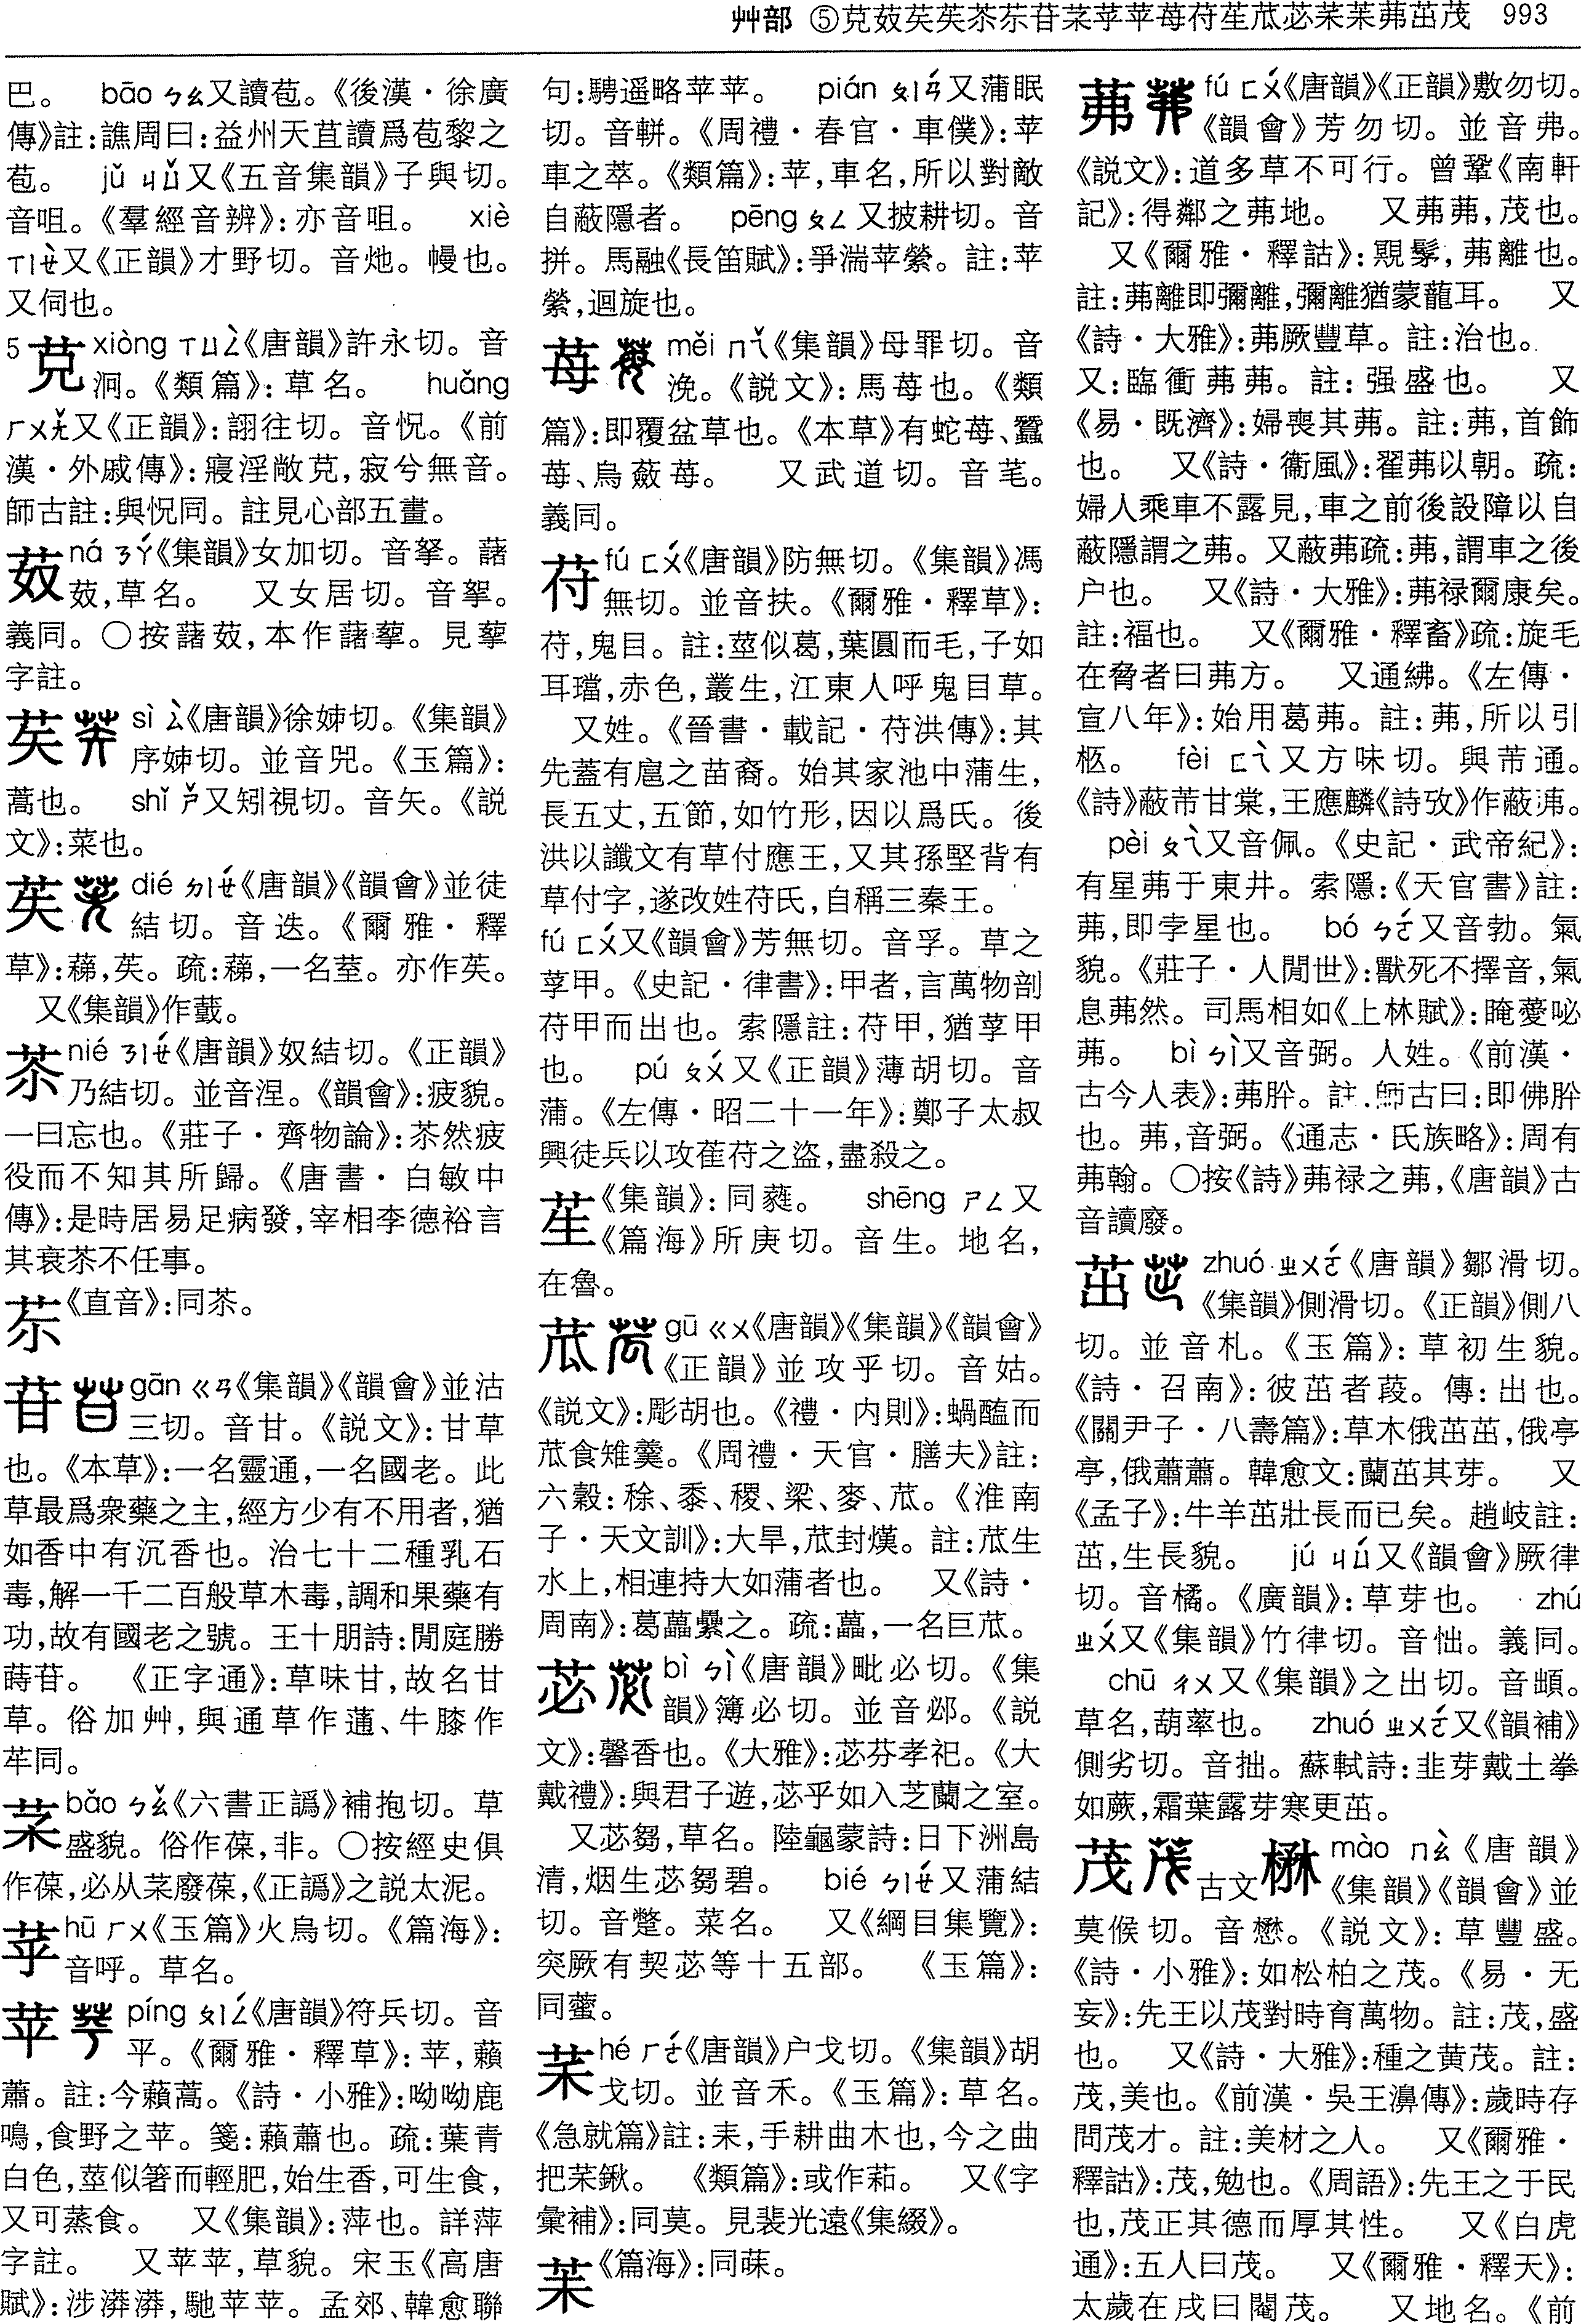 艸部 ⑤茪茰苵苵苶苶苷菜苸苹苺苻苼苽苾茉茉茀茁茂 993
巴。 bāo ㄅㄠ又讀苞。《後漢·徐廣
傳》註:譙周曰:益州天苴讀爲苞黎之
苞。 jǔ ㄐㄩˇ又《五音集韻》子與切。
音咀。《羣經音辨》:亦音咀。 xiè
ㄒㄧㄝˋ又《正韻》才野切。音灺。幔也。
又伺也。
5 茪 xiòng ㄒㄩㄥˋ《唐韻》許永切。音
泂。《類篇》:草名。 huǎng
ㄏㄨㄤˇ又《正韻》:詡往切。音怳。《前
漢·外戚傳》:寢淫敞茪,寂兮無音。
師古註:與怳同。註見心部五畫。
ná ㄋㄚˊ《集韻》女加切。音拏。藸
,草名。 又女居切。音挐。
義同。○按藸,本作藸䕜。見䕜
字註。
sì ㄙˋ《唐韻》徐姊切。《集韻》
序姊切。並音兕。《玉篇》:
蒿也。 shǐ ㄕˇ又矧視切。音矢。《説
文》:菜也。
苵 dié ㄉㄧㄝˊ《唐韻》《韻會》並徒
結切。音迭。《爾雅·釋
草》:蕛,苵。疏:蕛,一名苵。亦作苵。
又《集韻》作蕺。
苶 nié ㄋㄧㄝˊ《唐韻》奴結切。《正韻》
乃結切。並音涅。《韻會》:疲貌。
一曰忘也。《莊子·齊物論》:苶然疲
役而不知其所歸。《唐書·白敏中
傳》:是時居易足病發,宰相李德裕言
其衰苶不任事。
《直音》:同苶。
苷 gān ㄍㄢ《集韻》《韻會》並沽
三切。音甘。《説文》:甘草
也。《本草》:一名靈通,一名國老。此
草最爲衆藥之主,經方少有不用者,猶
如香中有沉香也。治七十二種乳石
毒,解一千二百般草木毒,調和果藥有
功,故有國老之號。王十朋詩:閒庭勝
蒔苷。 《正字通》:草味甘,故名甘
草。俗加艸,與通草作蓪、牛膝作
苼同。
bǎo ㄅㄠˇ《六書正譌》補抱切。草
盛貌。俗作葆,非。○按經史俱
作葆,必从廢葆,《正譌》之説太泥。
苸 hū ㄏㄨ《玉篇》火烏切。《篇海》:
音呼。草名。
苹 píng ㄆㄧㄥˊ《唐韻》符兵切。音
平。《爾雅·釋草》:苹,藾
蕭。註:今藾蒿。《詩·小雅》:呦呦鹿
鳴,食野之苹。箋:藾蕭也。疏:葉青
白色,莖似箸而輕肥,始生香,可生食,
又可蒸食。 又《集韻》:萍也。詳萍
字註。 又苹苹,草貌。宋玉《高唐
賦》:涉漭漭,馳苹苹。孟郊、韓愈聯
句:騁遥略苹苹。 pián ㄆㄧㄢˊ又蒲眠
切。音軿。《周禮·春官·車僕》:苹
車之萃。《類篇》:苹,車名,所以對敵
自蔽隱者。 pēng ㄆㄥ又披耕切。音
拼。馬融《長笛賦》:爭湍苹縈。註:苹
縈,迴旋也。
苺 měi ㄇㄟˇ《集韻》母罪切。音
浼。《説文》:馬苺也。《類
篇》:即覆盆草也。《本草》有蛇苺、蠶
苺、烏蘞苺。 又武道切。音芼。
義同。
苻 fú ㄈㄨˊ《唐韻》防無切。《集韻》馮
無切。並音扶。《爾雅·釋草》:
苻,鬼目。註:莖似葛,葉圓而毛,子如
耳璫,赤色,叢生,江東人呼鬼目草。
又姓。《晉書·載記·苻洪傳》:其
先蓋有扈之苗裔。始其家池中蒲生,
長五丈,五節,如竹形,因以爲氏。後
洪以讖文有草付應王,又其孫堅背有
草付字,遂改姓苻氏,自稱三秦王。
fú ㄈㄨˊ又《韻會》芳無切。音孚。草之
莩甲。《史記·律書》:甲者,言萬物剖
苻甲而出也。索隱註:苻甲,猶莩甲
也。 pú ㄆㄨˊ又《正韻》薄胡切。音
蒲。《左傳·昭二十一年》:鄭子太叔
興徒兵以攻萑苻之盜,盡殺之。
苼 《集韻》:同蕤。 shēng ㄕㄥ又
《篇海》所庚切。音生。地名,
在魯。
苽 gū ㄍㄨ《唐韻》《集韻》《韻會》
《正韻》並攻乎切。音姑。
《説文》:彫胡也。《禮·内則》:蝸醢而
苽食雉羹。《周禮·天官·膳夫》註:
六穀:稌、黍、稷、梁、麥、苽。《淮南
子·天文訓》:大旱,苽封熯。註:苽生
水上,相連持大如蒲者也。 又《詩·
周南》:葛藟纍之。疏:藟,一名巨苽。
苾 bì ㄅㄧˋ《唐韻》毗必切。《集
韻》簿必切。並音邲。《説
文》:馨香也。《大雅》:苾芬孝祀。《大
戴禮》:與君子遊,苾乎如入芝蘭之室。
又苾芻,草名。陸龜蒙詩:日下洲島
清,烟生苾芻碧。 bié ㄅㄧㄝˊ又蒲結
切。音蹩。菜名。 又《綱目集覽》:
突厥有契苾等十五部。 《玉篇》:
同蓥。
hé ㄏㄜˊ《唐韻》户戈切。《集韻》胡
戈切。並音禾。《玉篇》:草名。
《急就篇》註:耒,手耕曲木也,今之曲
把鍬。 《類篇》:或作萂。 又《字
彙補》:同莫。見裴光遠《集綴》。
《篇海》:同菻。
茀 fú ㄈㄨˊ《唐韻》《正韻》敷勿切。
《韻會》芳勿切。並音弗。
《説文》:道多草不可行。曾鞏《南軒
記》:得鄰之茀地。 又茀茀,茂也。
又《爾雅·釋詁》:覭髳,茀離也。
註:茀離即彌離,彌離猶蒙蘢耳。 又
《詩·大雅》:茀厥豐草。註:治也。
又:臨衝茀茀。註:强盛也。 又
《易·既濟》:婦喪其茀。註:茀,首飾
也。 又《詩·衞風》:翟茀以朝。疏:
婦人乘車不露見,車之前後設障以自
蔽隱謂之茀。又蔽茀疏:茀,謂車之後
户也。 又《詩·大雅》:茀禄爾康矣。
註:福也。 又《爾雅·釋畜》疏:旋毛
在脅者曰茀方。 又通紼。《左傳·
宣八年》:始用葛茀。註:茀,所以引
柩。 fèi ㄈㄟˋ又方味切。與芾通。
《詩》蔽芾甘棠,王應麟《詩攷》作蔽茀。
pèi ㄆㄟˋ又音佩。《史記·武帝紀》:
有星茀于東井。索隱:《天官書》註:
茀,即孛星也。 bó ㄅㄛˊ又音勃。氣
貌。《莊子·人閒世》:獸死不擇音,氣
息茀然。司馬相如《上林賦》:晻薆咇
茀。 bì ㄅㄧˋ又音弼。人姓。《前漢·
古今人表》:茀肸。註:師古曰:即佛肸
也。茀,音弼。《通志·氏族略》:周有
茀翰。○按《詩》茀禄之茀,《唐韻》古
音讀廢。
茁 zhuó ㄓㄨㄛˊ《唐韻》鄒滑切。
《集韻》側滑切。《正韻》側八
切。並音札。《玉篇》:草初生貌。
《詩·召南》:彼茁者葭。傳:出也。
《關尹子·八籌篇》:草木俄茁茁,俄亭
亭,俄蕭蕭。韓愈文:蘭茁其芽。 又
《孟子》:牛羊茁壯長而已矣。趙岐註:
茁,生長貌。 jú ㄐㄩˊ又《韻會》厥律
切。音橘。《廣韻》:草芽也。 zhú
ㄓㄨˊ又《集韻》竹律切。音怞。義同。
chū ㄔㄨ又《集韻》之出切。音䪼。
草名,葫䔞也。 zhuó ㄓㄨㄛˊ又《韻補》
側劣切。音拙。蘇軾詩:韭芽戴土拳
如蕨,霜葉露芽寒更茁。
茂 古文 楙 mào ㄇㄠˋ《唐韻》
《集韻》《韻會》並
莫候切。音懋。《説文》:草豐盛。
《詩·小雅》:如松柏之茂。《易·无
妄》:先王以茂對時育萬物。註:茂,盛
也。 又《詩·大雅》:種之黄茂。註:
茂,美也。《前漢·吳王濞傳》:歲時存
問茂才。註:美材之人。 又《爾雅·
釋詁》:茂,勉也。《周語》:先王之于民
也,茂正其德而厚其性。 又《白虎
通》:五人曰茂。 又《爾雅·釋天》:
太歲在戌曰閹茂。 又地名。《前